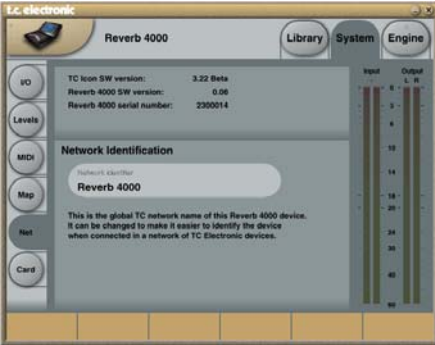 t.c. electronic
Reverb 4000
Library
System
Engine
I/O
Levels
MIDI
Map
Net
Card
TC Icon SW version: 3.22 Beta
Reverb 4000 SW version: 0.06
Reverb 4000 serial number: 2300014
Network Identification
Network Identifier
Reverb 4000
This is the global TC network name of this Reverb 4000 device.
It can be changed to make it easier to identify the device
when connected in a network of TC Electronic devices.
Input Output
L R